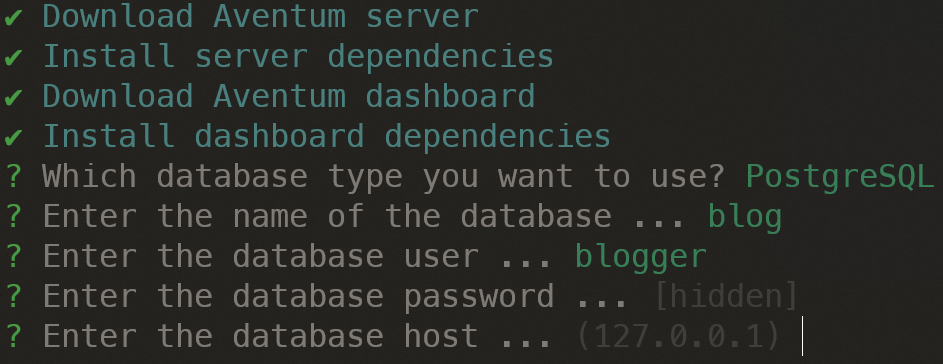 ✔ Download Aventum server
✔ Install server dependencies
✔ Download Aventum dashboard
✔ Install dashboard dependencies
? Which database type you want to use? PostgreSQL
? Enter the name of the database ... blog
? Enter the database user ... blogger
? Enter the database password ... [hidden]
? Enter the database host ... (127.0.0.1)